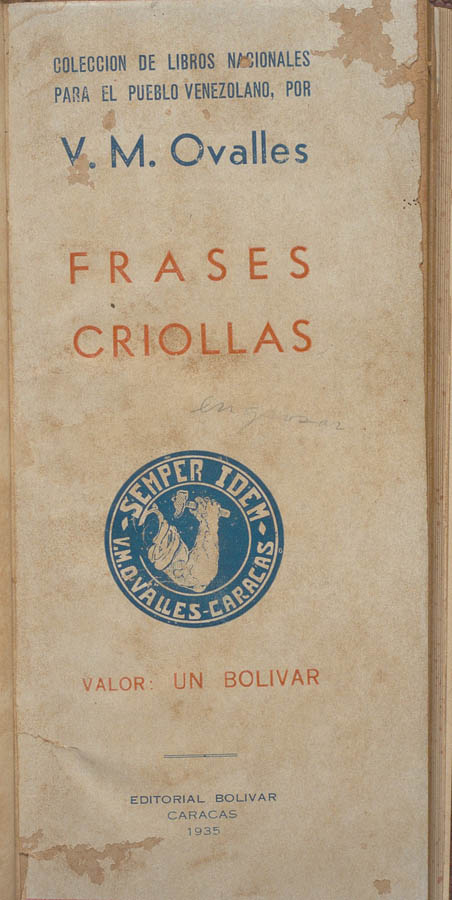 COLECCION DE LIBROS NACIONALES
PARA EL PUEBLO VENEZOLANO, POR
V. M. Ovalles
FRASES
CRIOLLAS
SEMPER IDEM
V.M.OVALLES-CARACAS
VALOR: UN BOLIVAR
EDITORIAL BOLIVAR
CARACAS
1935